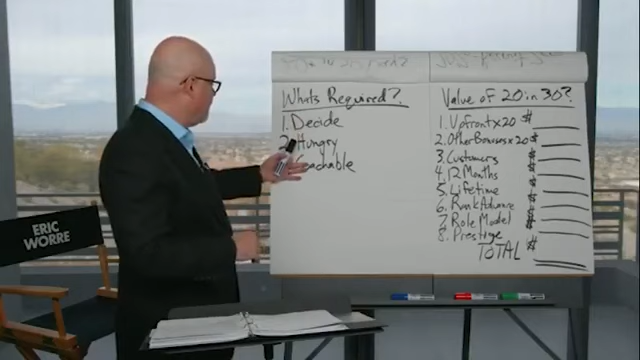 Whats Required?
1. Decide
2. Hungry
Coachable
Value of 20 in 30?
1. Upfront x 20 $
2. Other Bonuses x 20 $
3. Customers $
4. 12 Months $
5. Lifetime $
6. Rank Advance $
7. Role Model $
8. Prestige $
TOTAL $
ERIC
WORRE